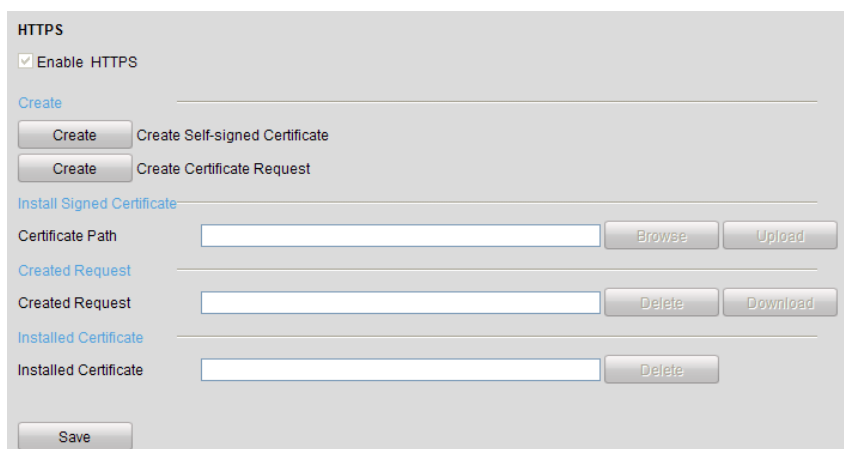 HTTPS
Enable HTTPS
Create
Create Create Self-signed Certificate
Create Create Certificate Request
Install Signed Certificate
Certificate Path Browse Upload
Created Request
Created Request Delete Download
Installed Certificate
Installed Certificate Delete
Save